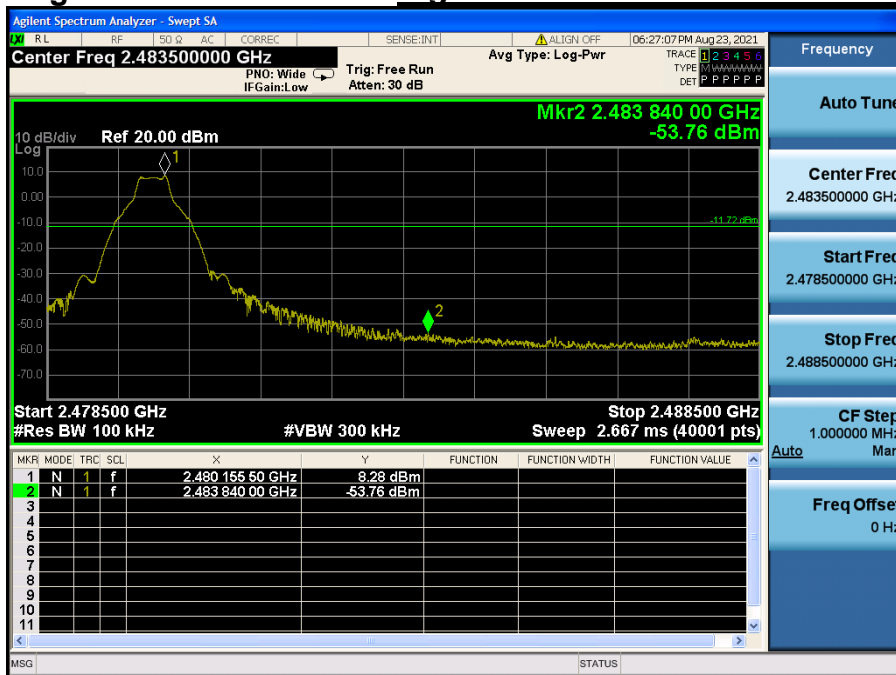 Agilent Spectrum Analyzer - Swept SA
LXI RL RF 50 Ω AC CORREC SENSE:INT ALIGN OFF 06:27:07 PM Aug 23, 2021
Center Freq 2.483500000 GHz
PNO: Wide
IFGain:Low
Trig: Free Run
Atten: 30 dB
Avg Type: Log-Pwr
TRACE 1 2 3 4 5 6
TYPE M W W W W W
DET P P P P P P
Mkr2 2.483 840 00 GHz
-53.76 dBm
10 dB/div Ref 20.00 dBm
Log
1
10.0
0.00
-10.0
-11.72 dBm
-20.0
-30.0
-40.0
2
-50.0
-60.0
-70.0
Start 2.478500 GHz Stop 2.488500 GHz
#Res BW 100 kHz #VBW 300 kHz Sweep 2.667 ms (40001 pts)
MKR MODE TRC SCL X Y FUNCTION FUNCTION WIDTH FUNCTION VALUE
1 N 1 f 2.480 155 50 GHz 8.28 dBm
2 N 1 f 2.483 840 00 GHz -53.76 dBm
3
4
5
6
7
8
9
10
11
MSG STATUS
Frequency
Auto Tune
Center Freq
2.483500000 GHz
Start Freq
2.478500000 GHz
Stop Freq
2.488500000 GHz
CF Step
1.000000 MHz
Auto Man
Freq Offset
0 Hz